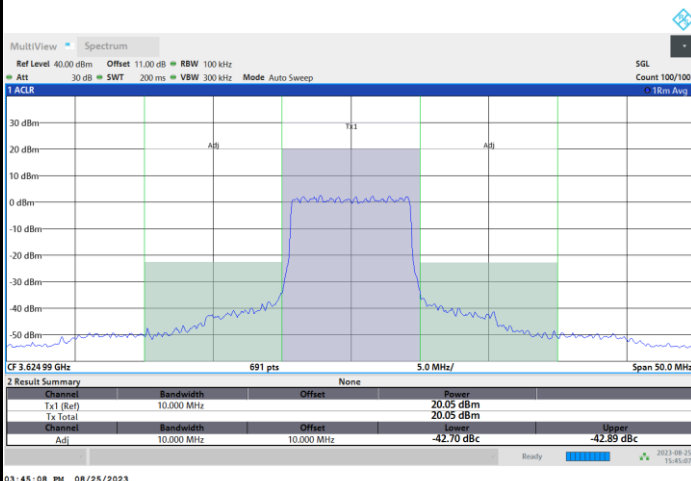 MultiView Spectrum
Ref Level 40.00 dBm Offset 11.00 dB RBW 100 kHz SGL
Att 30 dB SWT 200 ms VBW 300 kHz Mode Auto Sweep Count 100/100
1 ACLR 1Rm Avg
30 dBm
Tx1
20 dBm
Adj Adj
10 dBm
0 dBm
-10 dBm
-20 dBm
-30 dBm
-40 dBm
-50 dBm
CF 3.624 99 GHz 691 pts 5.0 MHz/ Span 50.0 MHz
2 Result Summary None
Channel Bandwidth Offset Power
Tx1 (Ref) 10.000 MHz 20.05 dBm
Tx Total 20.05 dBm
Channel Bandwidth Offset Lower Upper
Adj 10.000 MHz 10.000 MHz -42.70 dBc -42.89 dBc
Ready 2023-08-25
15:45:07
03:45:08 PM 08/25/2023